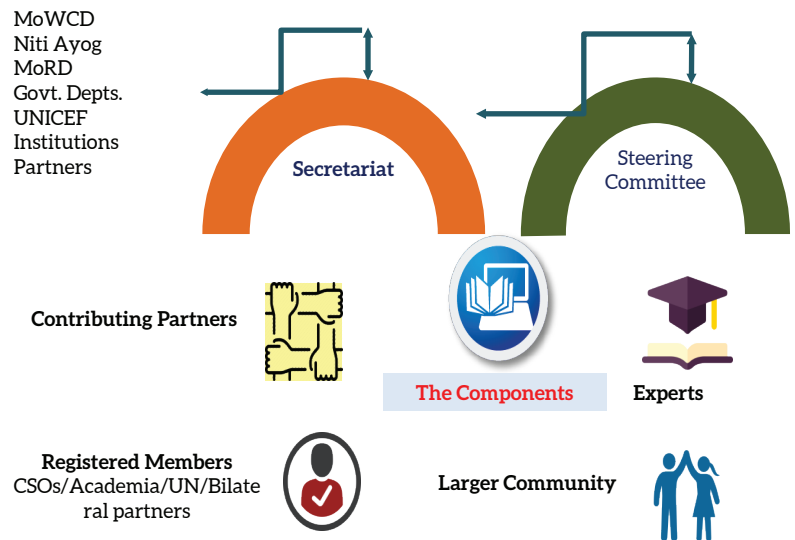 MoWCD
Niti Ayog
MoRD
Govt. Depts.
UNICEF
Institutions
Partners
Secretariat
Steering
Committee
Contributing Partners
The Components
Experts
Registered Members
CSOs/Academia/UN/Bilate
ral partners
Larger Community